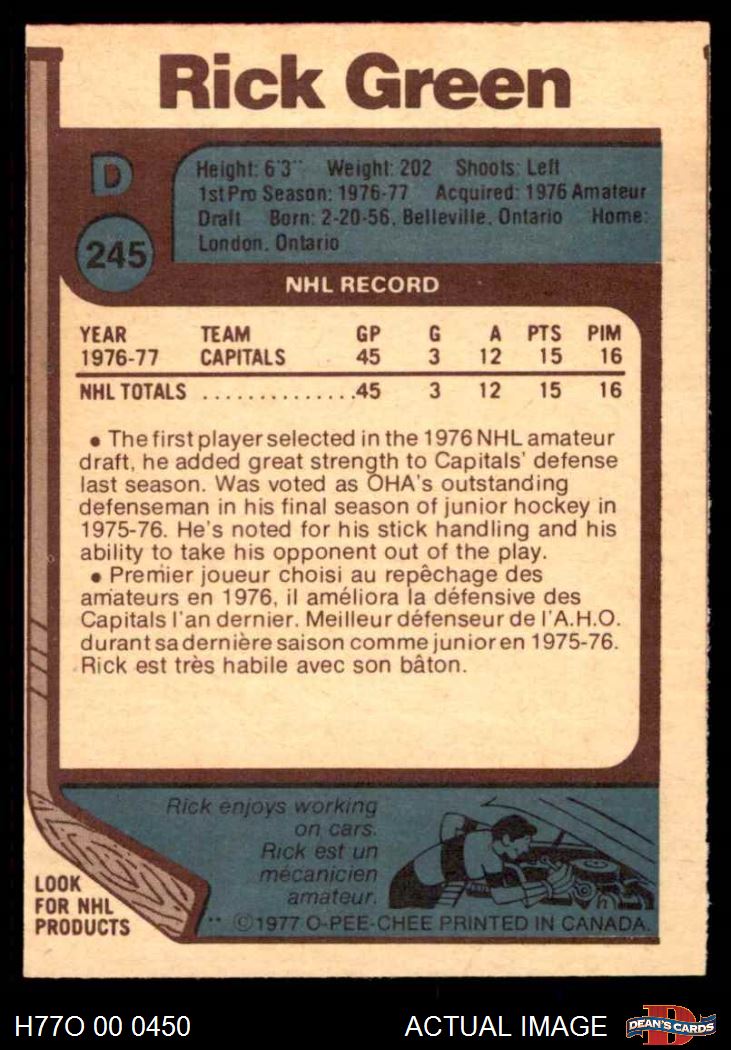 Rick Green
D
245
Height: 6'3" Weight: 202 Shoots: Left
1st Pro Season: 1976-77 Acquired: 1976 Amateur
Draft Born: 2-20-56, Belleville, Ontario Home:
London, Ontario
NHL RECORD
YEAR TEAM GP G A PTS PIM
1976-77 CAPITALS 45 3 12 15 16
NHL TOTALS ..............45 3 12 15 16
• The first player selected in the 1976 NHL amateur
draft, he added great strength to Capitals' defense
last season. Was voted as OHA's outstanding
defenseman in his final season of junior hockey in
1975-76. He's noted for his stick handling and his
ability to take his opponent out of the play.
• Premier joueur choisi au repêchage des
amateurs en 1976, il améliora la défensive des
Capitals l'an dernier. Meilleur défenseur de l'A.H.O.
durant sa dernière saison comme junior en 1975-76.
Rick est très habile avec son bâton.
Rick enjoys working
on cars.
Rick est un
mécanicien
amateur.
LOOK
FOR NHL
PRODUCTS
** ©1977 O-PEE-CHEE PRINTED IN CANADA.
H77O 00 0450
ACTUAL IMAGE
D
DEAN'S CARDS